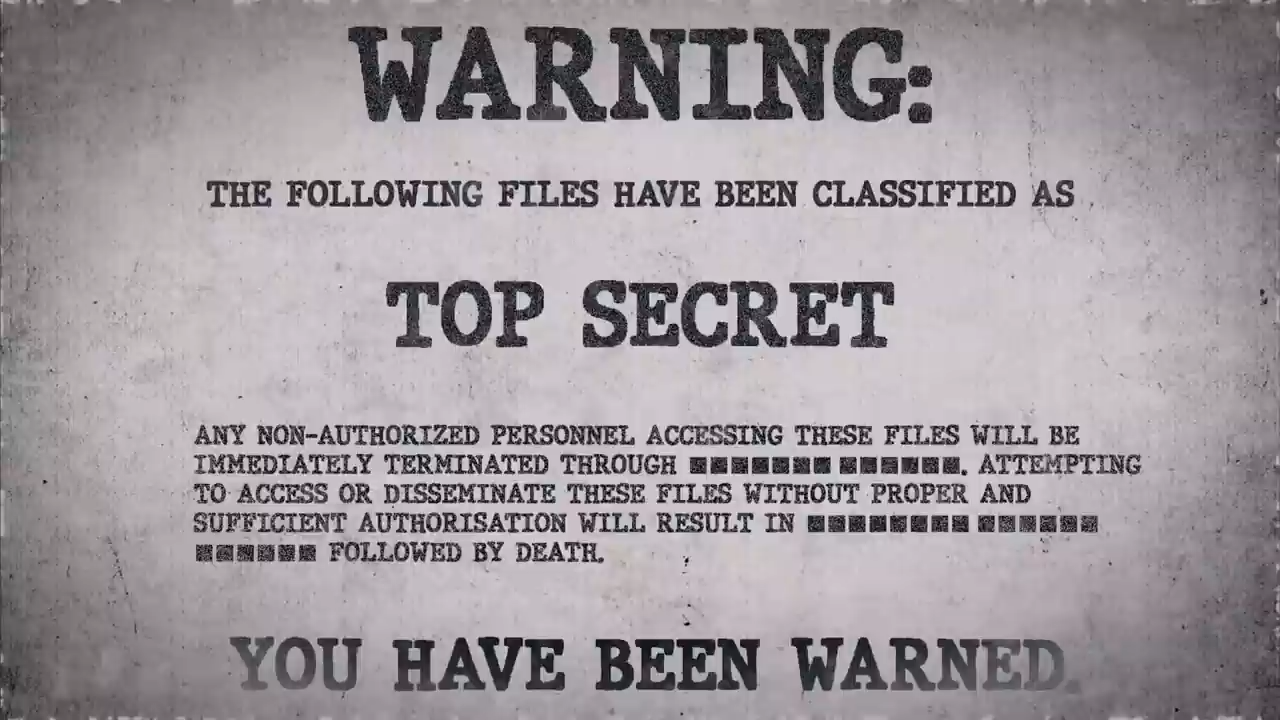 WARNING:
THE FOLLOWING FILES HAVE BEEN CLASSIFIED AS
TOP SECRET
ANY NON-AUTHORIZED PERSONNEL ACCESSING THESE FILES WILL BE
IMMEDIATELY TERMINATED THROUGH ■■■■■■■ ■■■■■■. ATTEMPTING
TO ACCESS OR DISSEMINATE THESE FILES WITHOUT PROPER AND
SUFFICIENT AUTHORISATION WILL RESULT IN ■■■■■■■■ ■■■■■■
■■■■■■ FOLLOWED BY DEATH.
YOU HAVE BEEN WARNED.